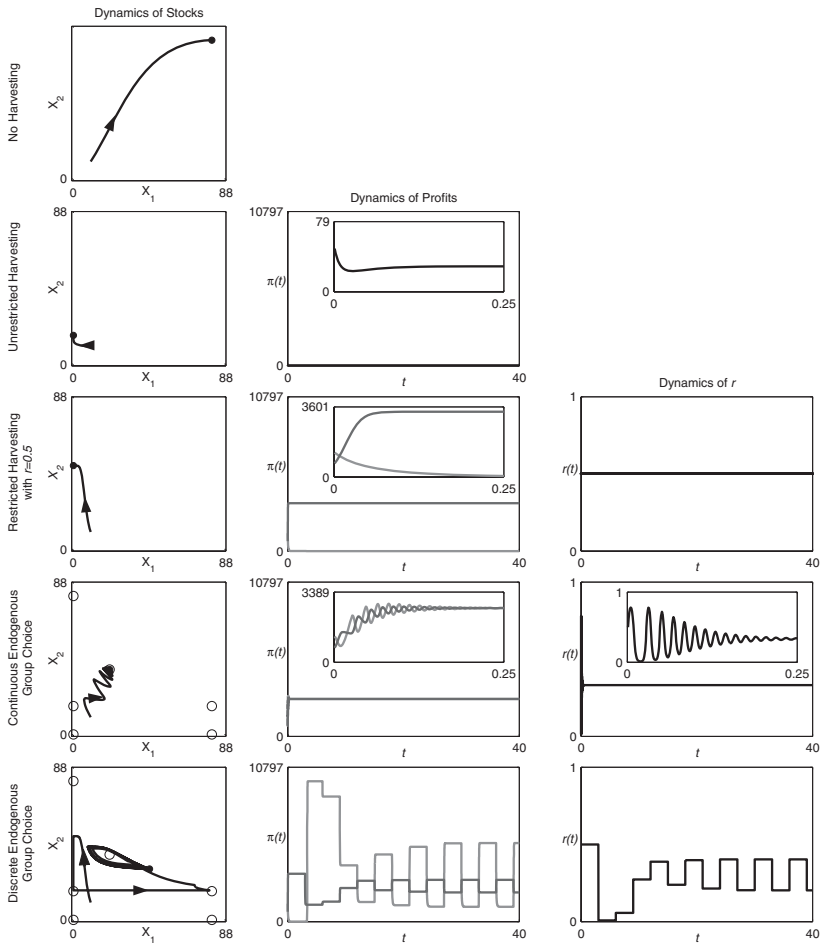 Dynamics of Stocks
No Harvesting
X2
0
0
X1
88
Dynamics of Profits
Unrestricted Harvesting
88
X2
0
0
X1
88
10797
π(t)
0
0
t
40
79
0
0
0.25
Dynamics of r
Restricted Harvesting
with r=0.5
88
X2
0
0
X1
88
10797
π(t)
0
0
t
40
3601
0
0
0.25
1
r(t)
0
0
t
40
Continuous Endogenous
Group Choice
88
X2
0
0
X1
88
10797
π(t)
0
0
t
40
3389
0
0
0.25
1
r(t)
0
0
t
40
1
0
0
0.25
Discrete Endogenous
Group Choice
88
X2
0
0
X1
88
10797
π(t)
0
0
t
40
1
r(t)
0
0
t
40